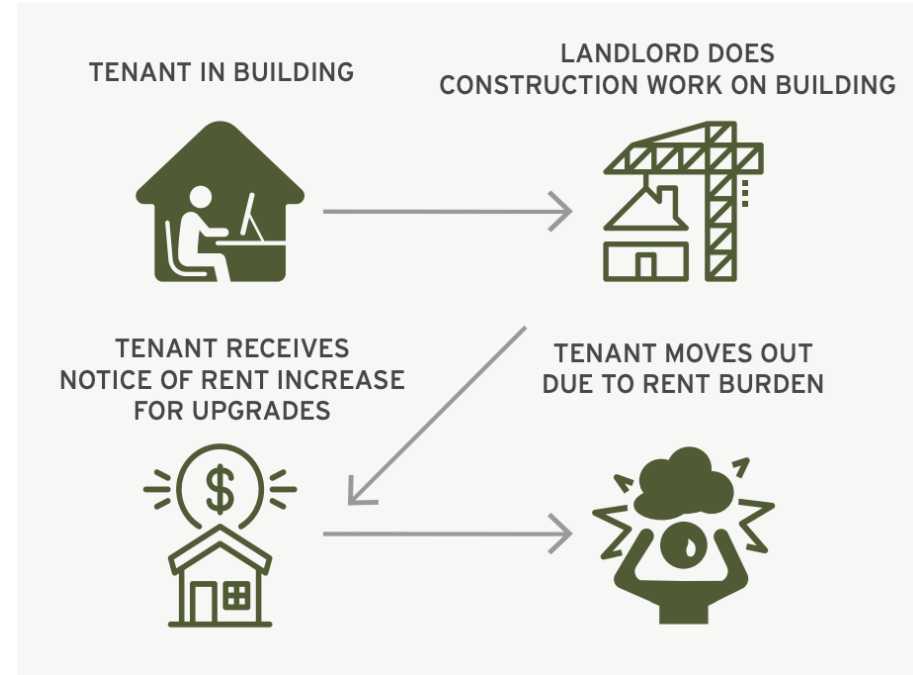 TENANT IN BUILDING
LANDLORD DOES
CONSTRUCTION WORK ON BUILDING
TENANT RECEIVES
NOTICE OF RENT INCREASE
FOR UPGRADES
$
TENANT MOVES OUT
DUE TO RENT BURDEN